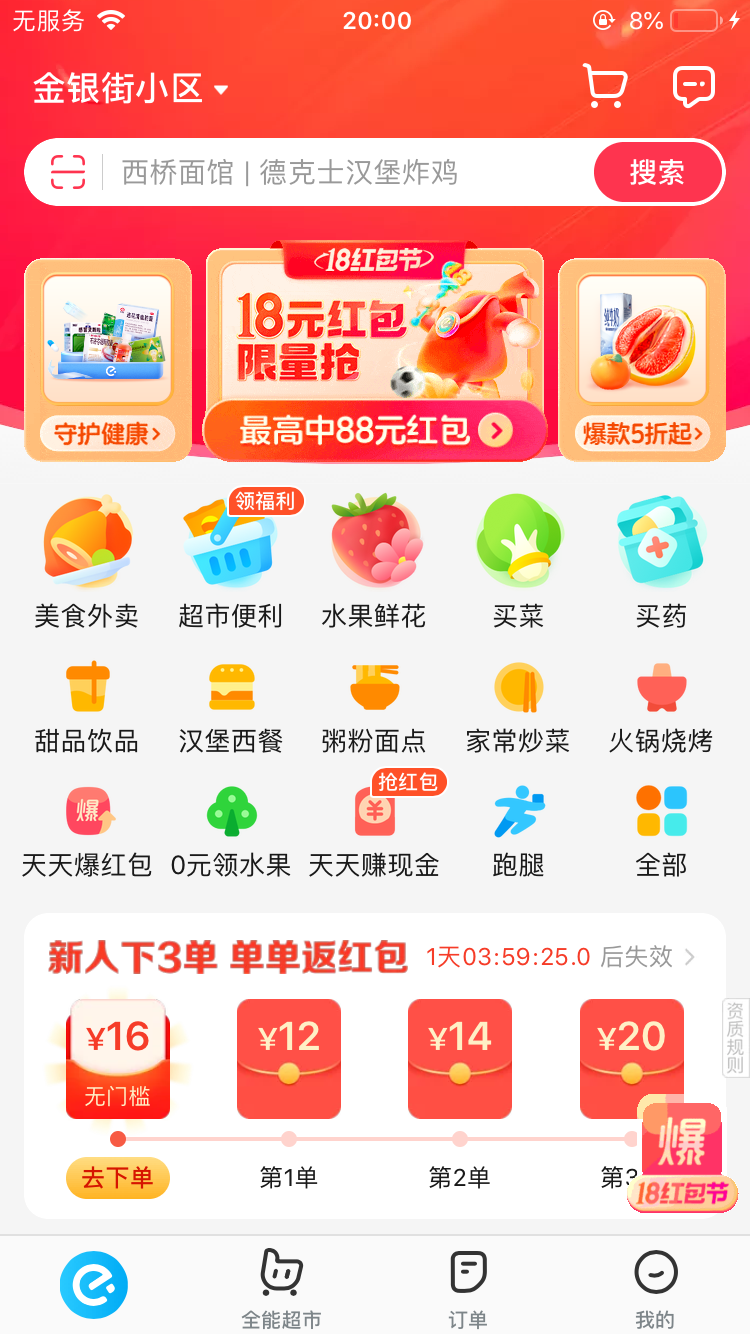 无服务 20:00 8%
金银街小区
西桥面馆 | 德克士汉堡炸鸡 搜索
18红包节
18元红包
限量抢
纯牛奶
守护健康 最高中88元红包 爆款5折起
领福利
美食外卖 超市便利 水果鲜花 买菜 买药
甜品饮品 汉堡西餐 粥粉面点 家常炒菜 火锅烧烤
爆 ¥ 抢红包
天天爆红包 0元领水果 天天赚现金 跑腿 全部
新人下3单 单单返红包 1天03:59:25.0 后失效
资质规则
¥16 ¥12 ¥14 ¥20
无门槛
爆
去下单 第1单 第2单 第3
18红包节
全能超市 订单 我的